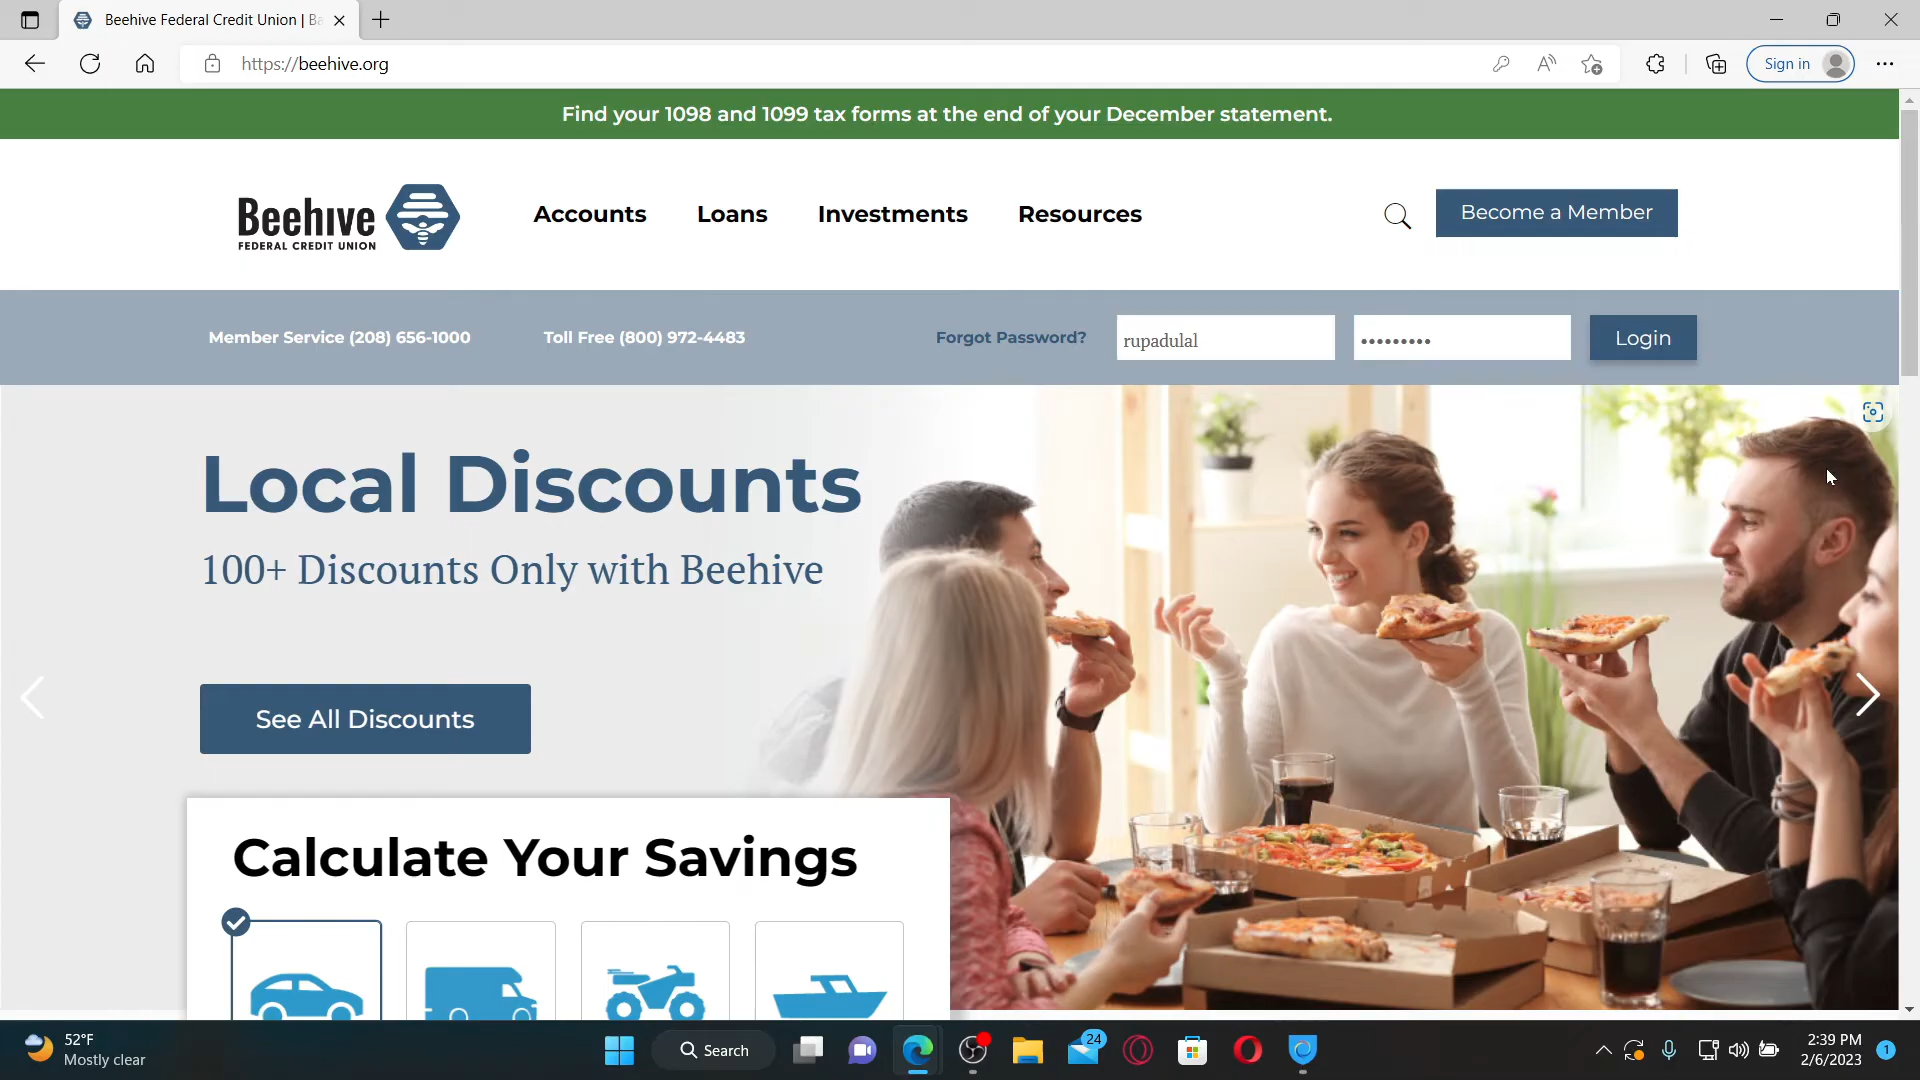 Beehive Federal Credit Union | Ba
https://beehive.org
Sign in
Find your 1098 and 1099 tax forms at the end of your December statement.
Beehive
FEDERAL CREDIT UNION
Accounts
Loans
Investments
Resources
Become a Member
Member Service (208) 656-1000
Toll Free (800) 972-4483
Forgot Password?
rupadulal
•••••••••
Login
Local Discounts
100+ Discounts Only with Beehive
See All Discounts
Calculate Your Savings
52°F
Mostly clear
Search
24
2:39 PM
2/6/2023
1